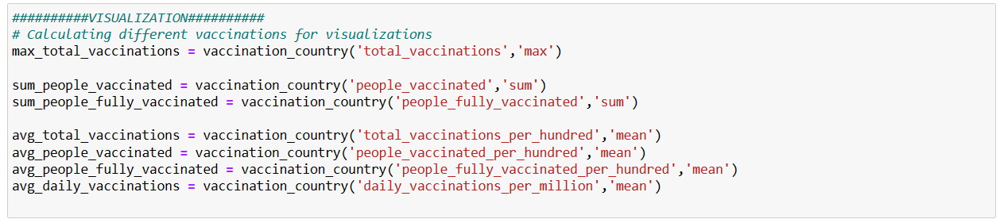 ##########VISUALIZATION##########
# Calculating different vaccinations for visualizations
max_total_vaccinations = vaccination_country('total_vaccinations','max')
sum_people_vaccinated = vaccination_country('people_vaccinated','sum')
sum_people_fully_vaccinated = vaccination_country('people_fully_vaccinated','sum')
avg_total_vaccinations = vaccination_country('total_vaccinations_per_hundred','mean')
avg_people_vaccinated = vaccination_country('people_vaccinated_per_hundred','mean')
avg_people_fully_vaccinated = vaccination_country('people_fully_vaccinated_per_hundred','mean')
avg_daily_vaccinations = vaccination_country('daily_vaccinations_per_million','mean')